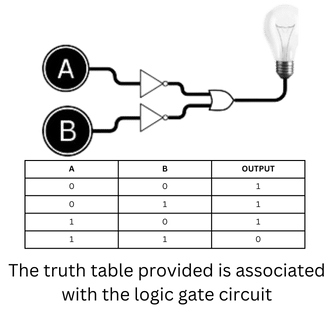 A
B
A B OUTPUT
0 0 1
0 1 1
1 0 1
1 1 0
The truth table provided is associated
with the logic gate circuit